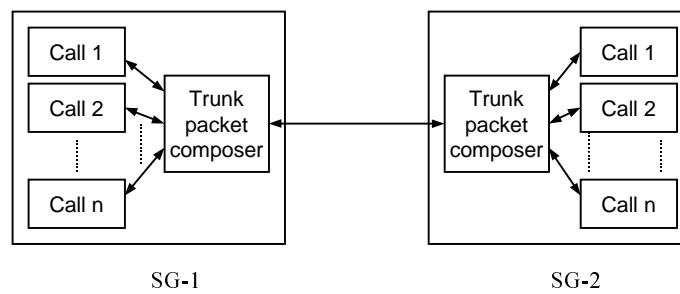 Call 1
Call 2
Call n
Trunk
packet
composer
Trunk
packet
composer
Call 1
Call 2
Call n
SG-1
SG-2